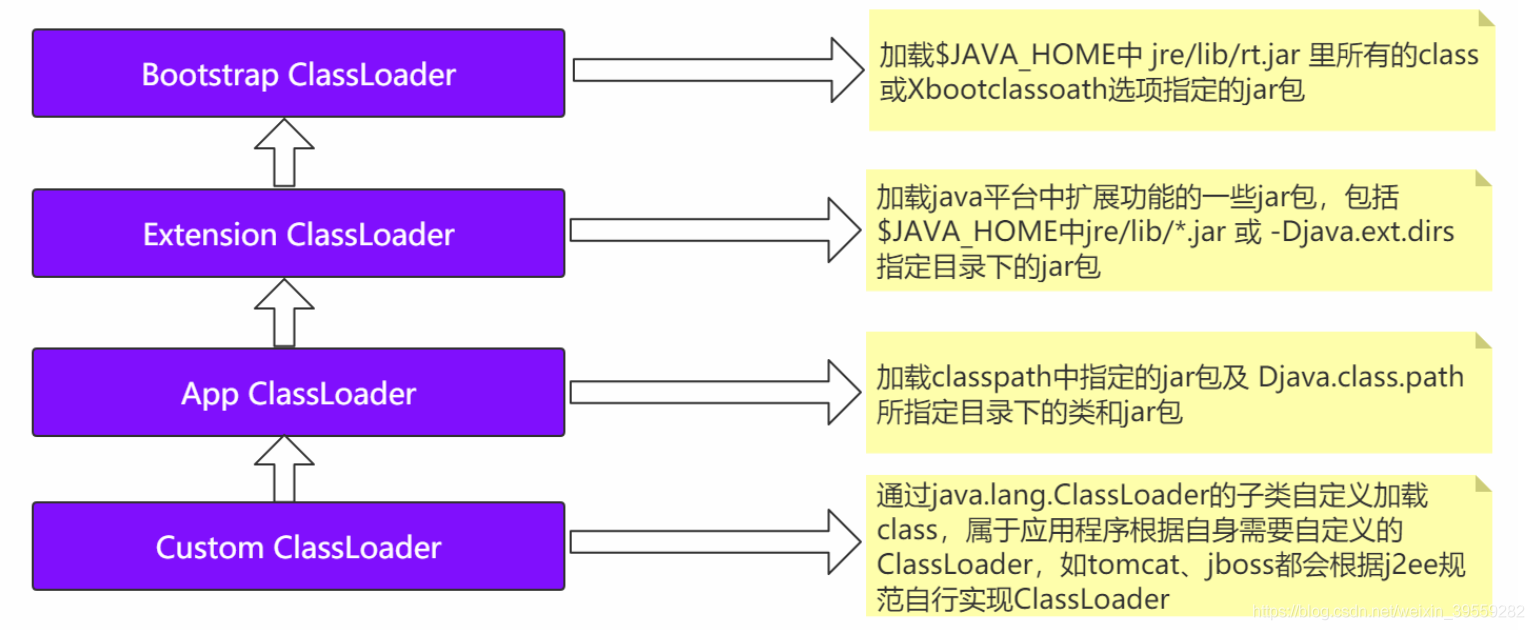 Bootstrap ClassLoader
加载$JAVA_HOME中 jre/lib/rt.jar 里所有的class
或Xbootclassoath选项指定的jar包
Extension ClassLoader
加载java平台中扩展功能的一些jar包，包括
$JAVA_HOME中jre/lib/*.jar 或 -Djava.ext.dirs
指定目录下的jar包
App ClassLoader
加载classpath中指定的jar包及 Djava.class.path
所指定目录下的类和jar包
Custom ClassLoader
通过java.lang.ClassLoader的子类自定义加载
class，属于应用程序根据自身需要自定义的
ClassLoader，如tomcat、jboss都会根据j2ee规
范自行实现ClassLoader
https://blog.csdn.net/weixin_39559282